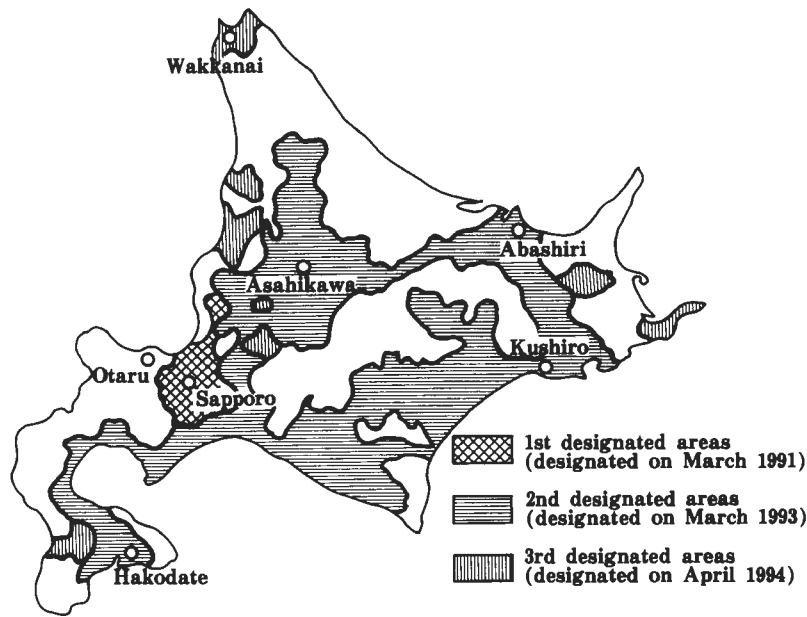 Wakkanai
Abashiri
Asahikawa
Kushiro
Otaru
Sapporo
1st designated areas
(designated on March 1991)
2nd designated areas
(designated on March 1993)
3rd designated areas
(designated on April 1994)
Hakodate